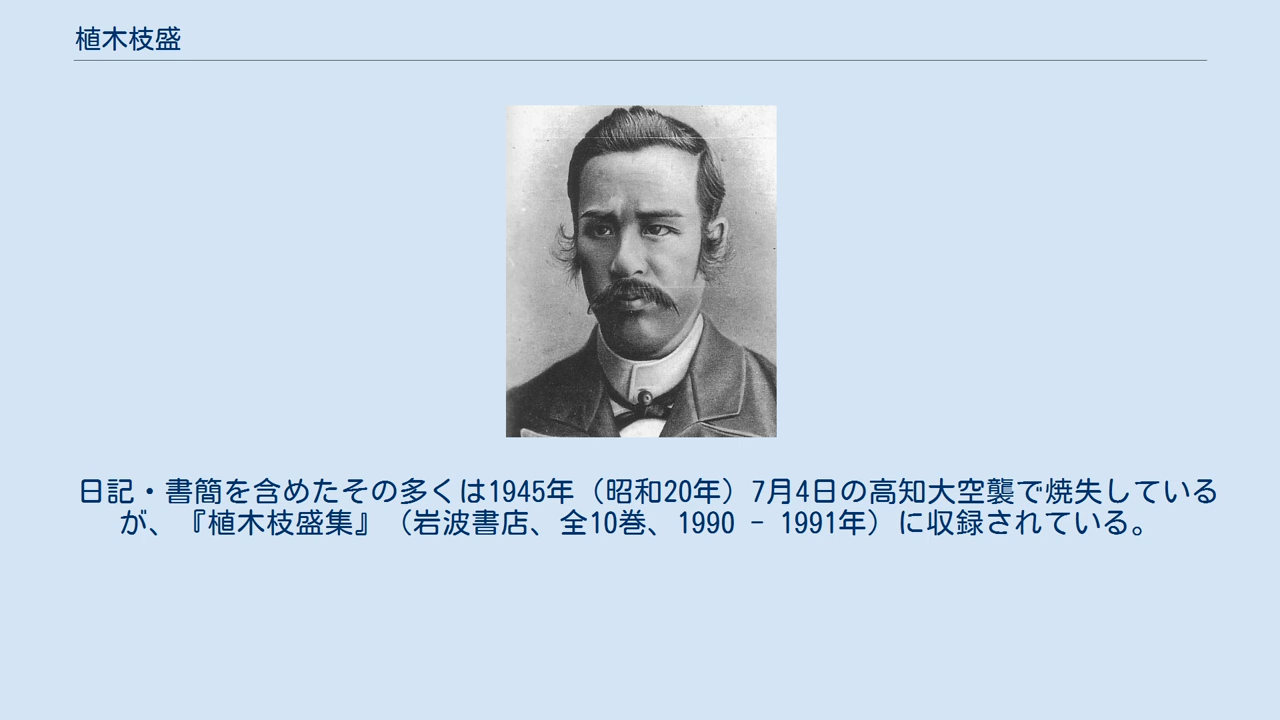 植木枝盛
日記・書簡を含めたその多くは1945年（昭和20年）7月4日の高知大空襲で焼失している
が、『植木枝盛集』（岩波書店、全10巻、1990 - 1991年）に収録されている。